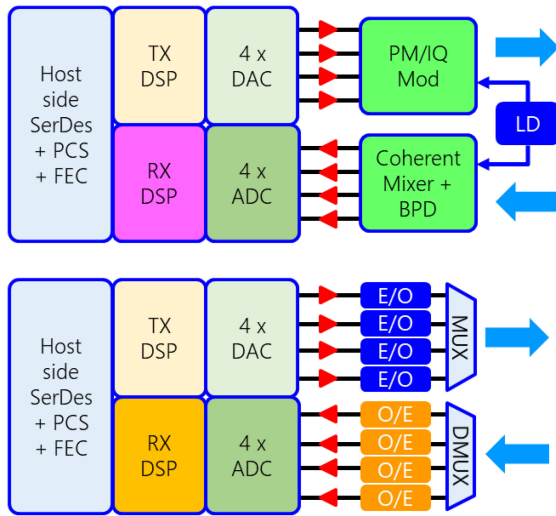 Host
side
SerDes
+ PCS
+ FEC
TX
DSP
4 x
DAC
PM/IQ
Mod
LD
RX
DSP
4 x
ADC
Coherent
Mixer +
BPD
Host
side
SerDes
+ PCS
+ FEC
TX
DSP
4 x
DAC
E/O
E/O
E/O
E/O
MUX
RX
DSP
4 x
ADC
O/E
O/E
O/E
O/E
DMUX